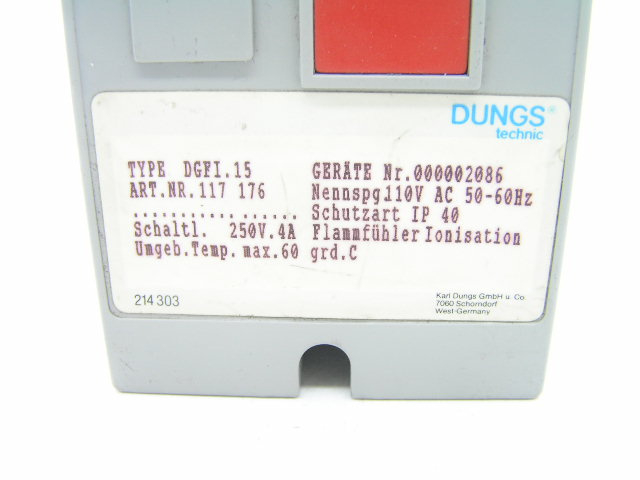 DUNGS®
technic
TYPE DGFI.15 GERÄTE Nr.000002086
ART.NR.117 176 Nennspg.110V AC 50-60Hz
................ Schutzart IP 40
Schaltl. 250V.4A Flammfühler Ionisation
Umgeb.Temp. max.60 grd.C
214 303
Karl Dungs GmbH u. Co.
7060 Schorndorf
West-Germany